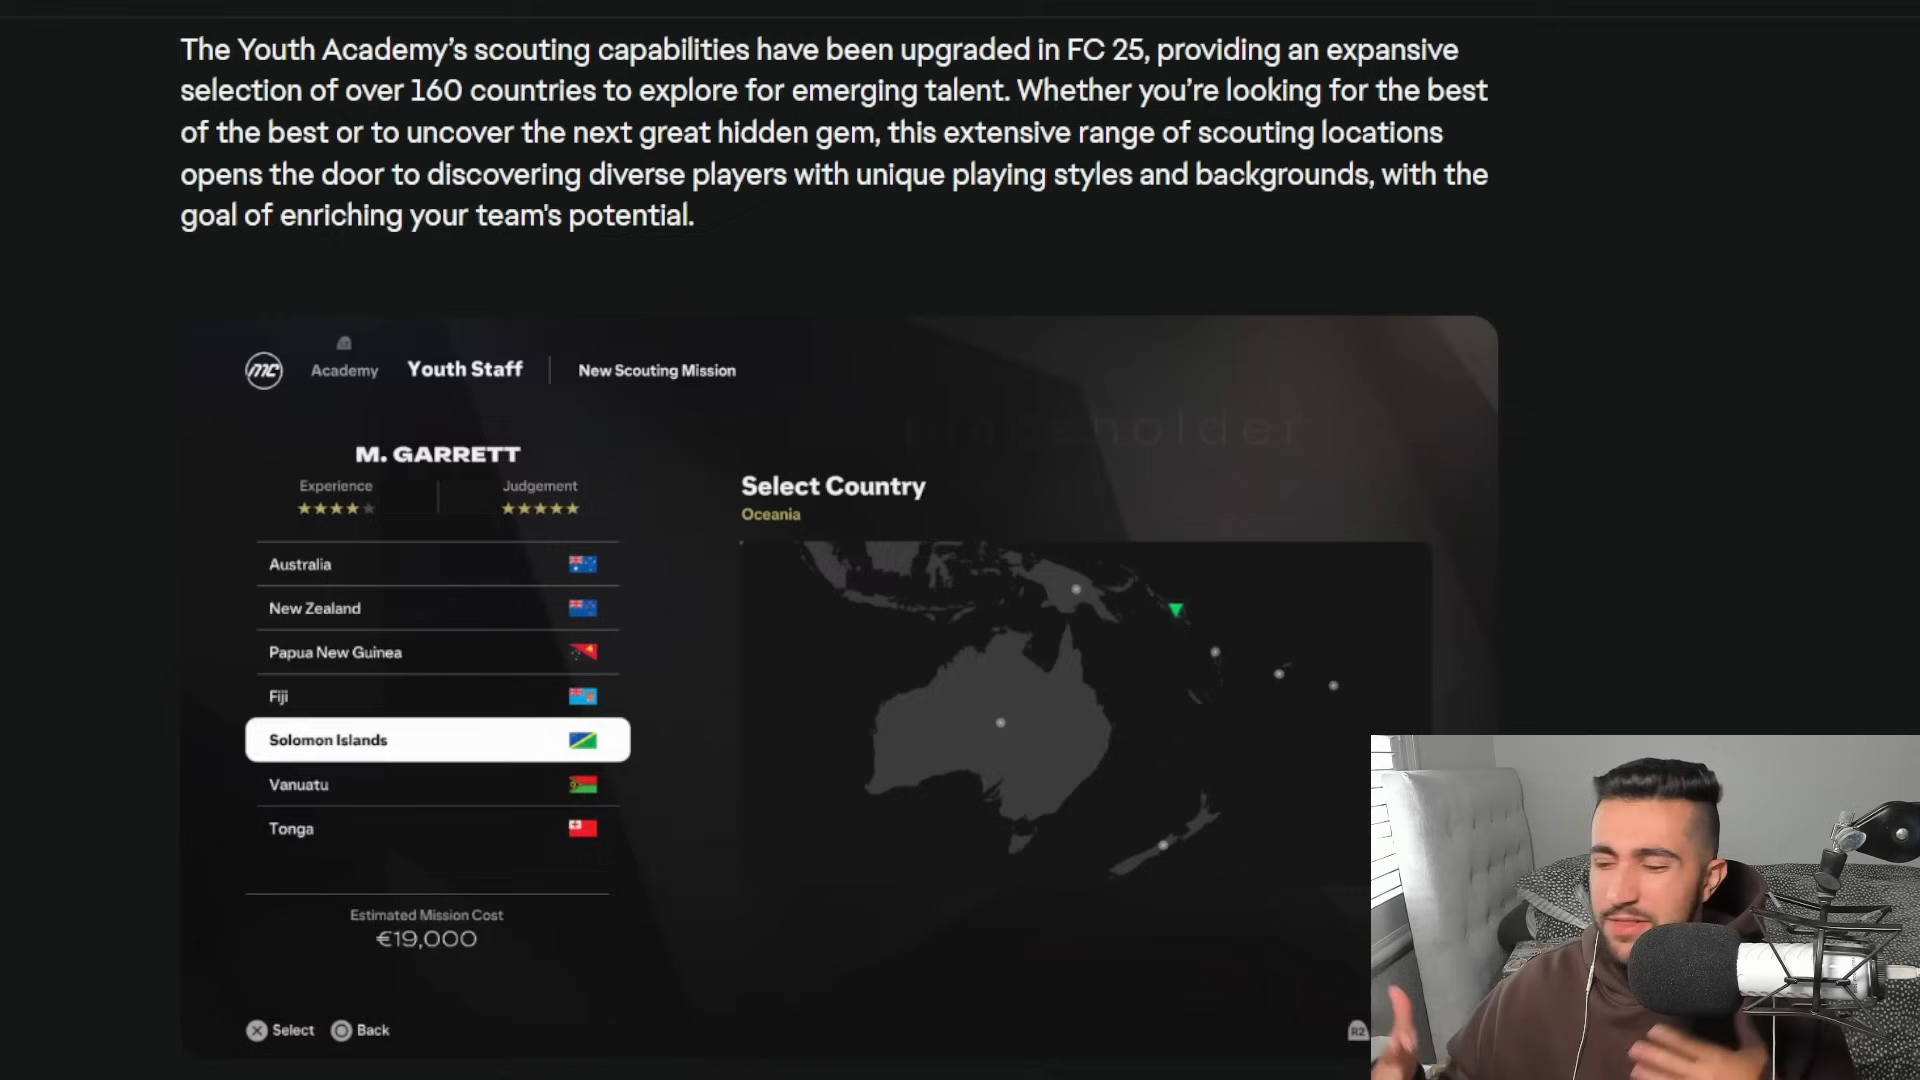 The Youth Academy’s scouting capabilities have been upgraded in FC 25, providing an expansive
selection of over 160 countries to explore for emerging talent. Whether you’re looking for the best
of the best or to uncover the next great hidden gem, this extensive range of scouting locations
opens the door to discovering diverse players with unique playing styles and backgrounds, with the
goal of enriching your team's potential.
MC Academy Youth Staff New Scouting Mission
placeholder
M. GARRETT
Experience Judgement
Select Country
Oceania
Australia
New Zealand
Papua New Guinea
Fiji
Solomon Islands
Vanuatu
Tonga
Estimated Mission Cost
€19,000
Select Back
R2